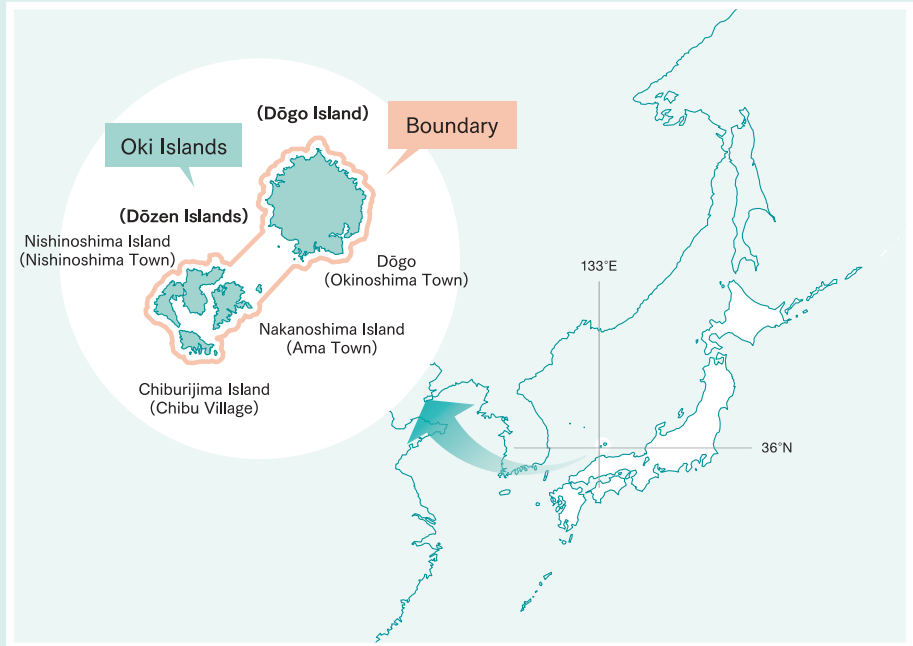 (Dōgo Island)
Boundary
Oki Islands
(Dōzen Islands)
Nishinoshima Island
(Nishinoshima Town)
Dōgo
(Okinoshima Town)
Nakanoshima Island
(Ama Town)
Chiburijima Island
(Chibu Village)
133°E
36°N